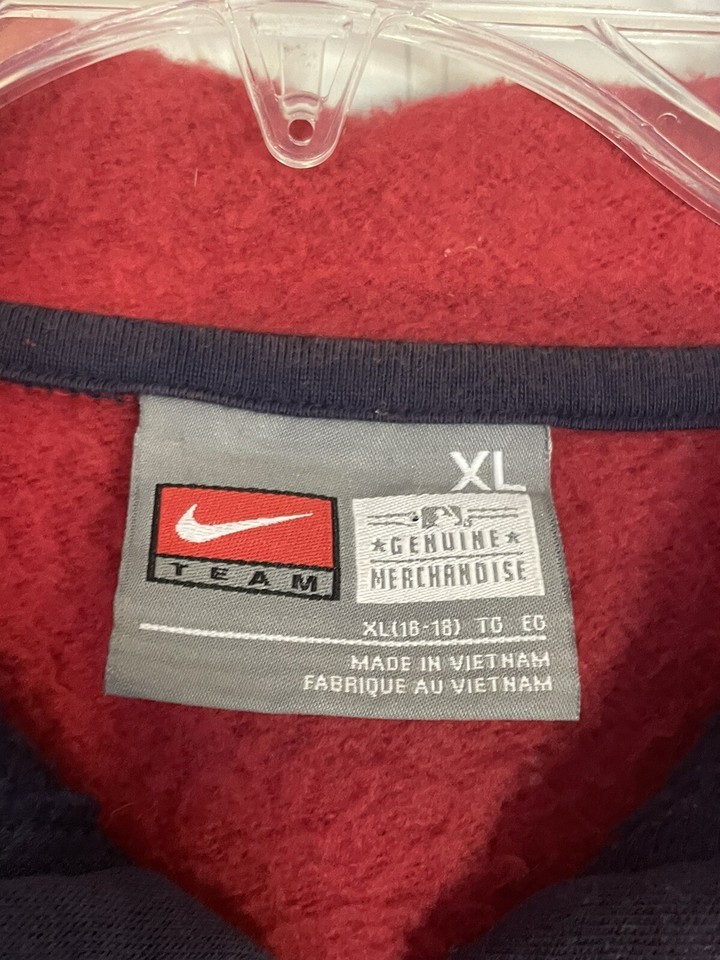 XL
TEAM
GENUINE
MERCHANDISE
XL(16-18) TG EG
MADE IN VIETNAM
FABRIQUE AU VIETNAM